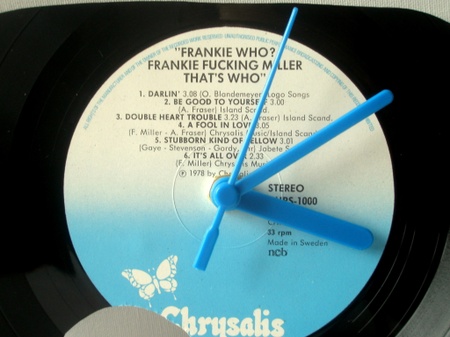 "FRANKIE WHO?
FRANKIE FUCKING MILLER
THAT'S WHO"
1. DARLIN' 3.08 (O. Blandemeyer) Logo Songs
2. BE GOOD TO YOURSELF 3.00
(A. Fraser) Island Scand.
3. DOUBLE HEART TROUBLE 3.23 (A. Fraser) Island Scand.
4. A FOOL IN LOVE 3.05
(F. Miller - A. Fraser) Chrysalis Music/Island Scand.
5. STUBBORN KIND OF FELLOW 3.01
(Gaye - Stevenson - Gordy, Jr) Jobete
6. IT'S ALL OVER 2.33
(F. Miller) Chrysalis Mus
℗ 1978 by Chrysalis
STEREO
-1000
33 rpm
Made in Sweden
ncb
Chrysalis